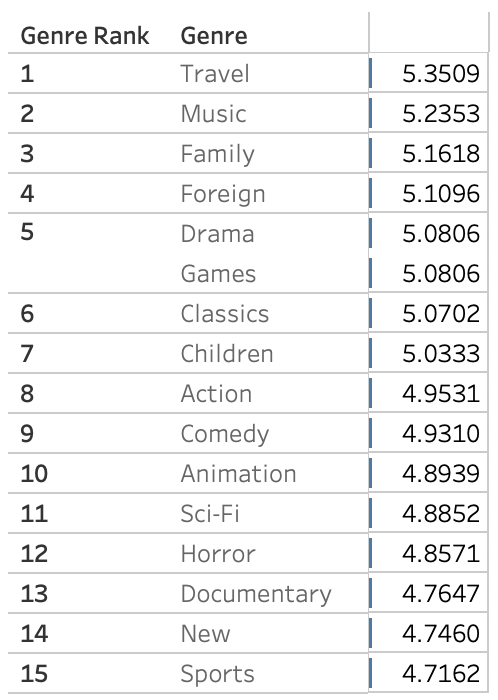 Genre Rank Genre
1 Travel 5.3509
2 Music 5.2353
3 Family 5.1618
4 Foreign 5.1096
5 Drama 5.0806
Games 5.0806
6 Classics 5.0702
7 Children 5.0333
8 Action 4.9531
9 Comedy 4.9310
10 Animation 4.8939
11 Sci-Fi 4.8852
12 Horror 4.8571
13 Documentary 4.7647
14 New 4.7460
15 Sports 4.7162